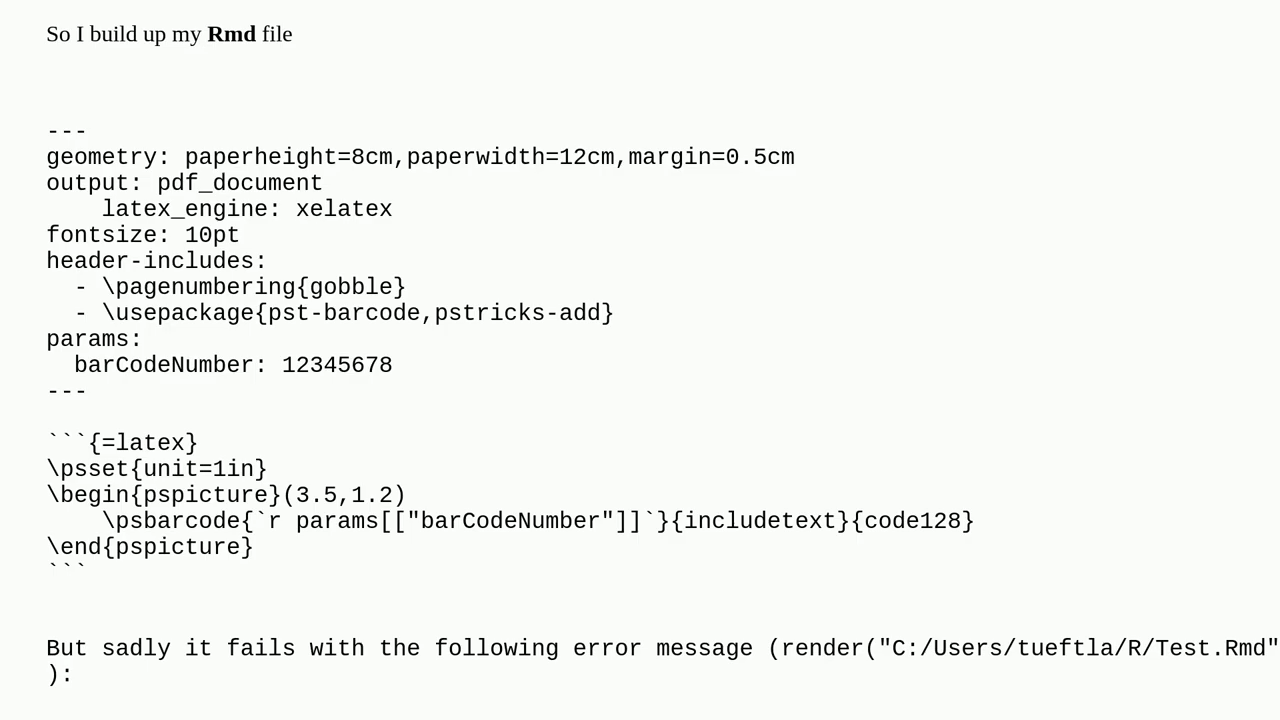 So I build up my Rmd file
---
geometry: paperheight=8cm,paperwidth=12cm,margin=0.5cm
output: pdf_document
    latex_engine: xelatex
fontsize: 10pt
header-includes:
  - \pagenumbering{gobble}
  - \usepackage{pst-barcode,pstricks-add}
params:
  barCodeNumber: 12345678
---
```{=latex}
\psset{unit=1in}
\begin{pspicture}(3.5,1.2)
    \psbarcode{`r params[["barCodeNumber"]]`}{includetext}{code128}
\end{pspicture}
```
But sadly it fails with the following error message (render("C:/Users/tueftla/R/Test.Rmd"
):